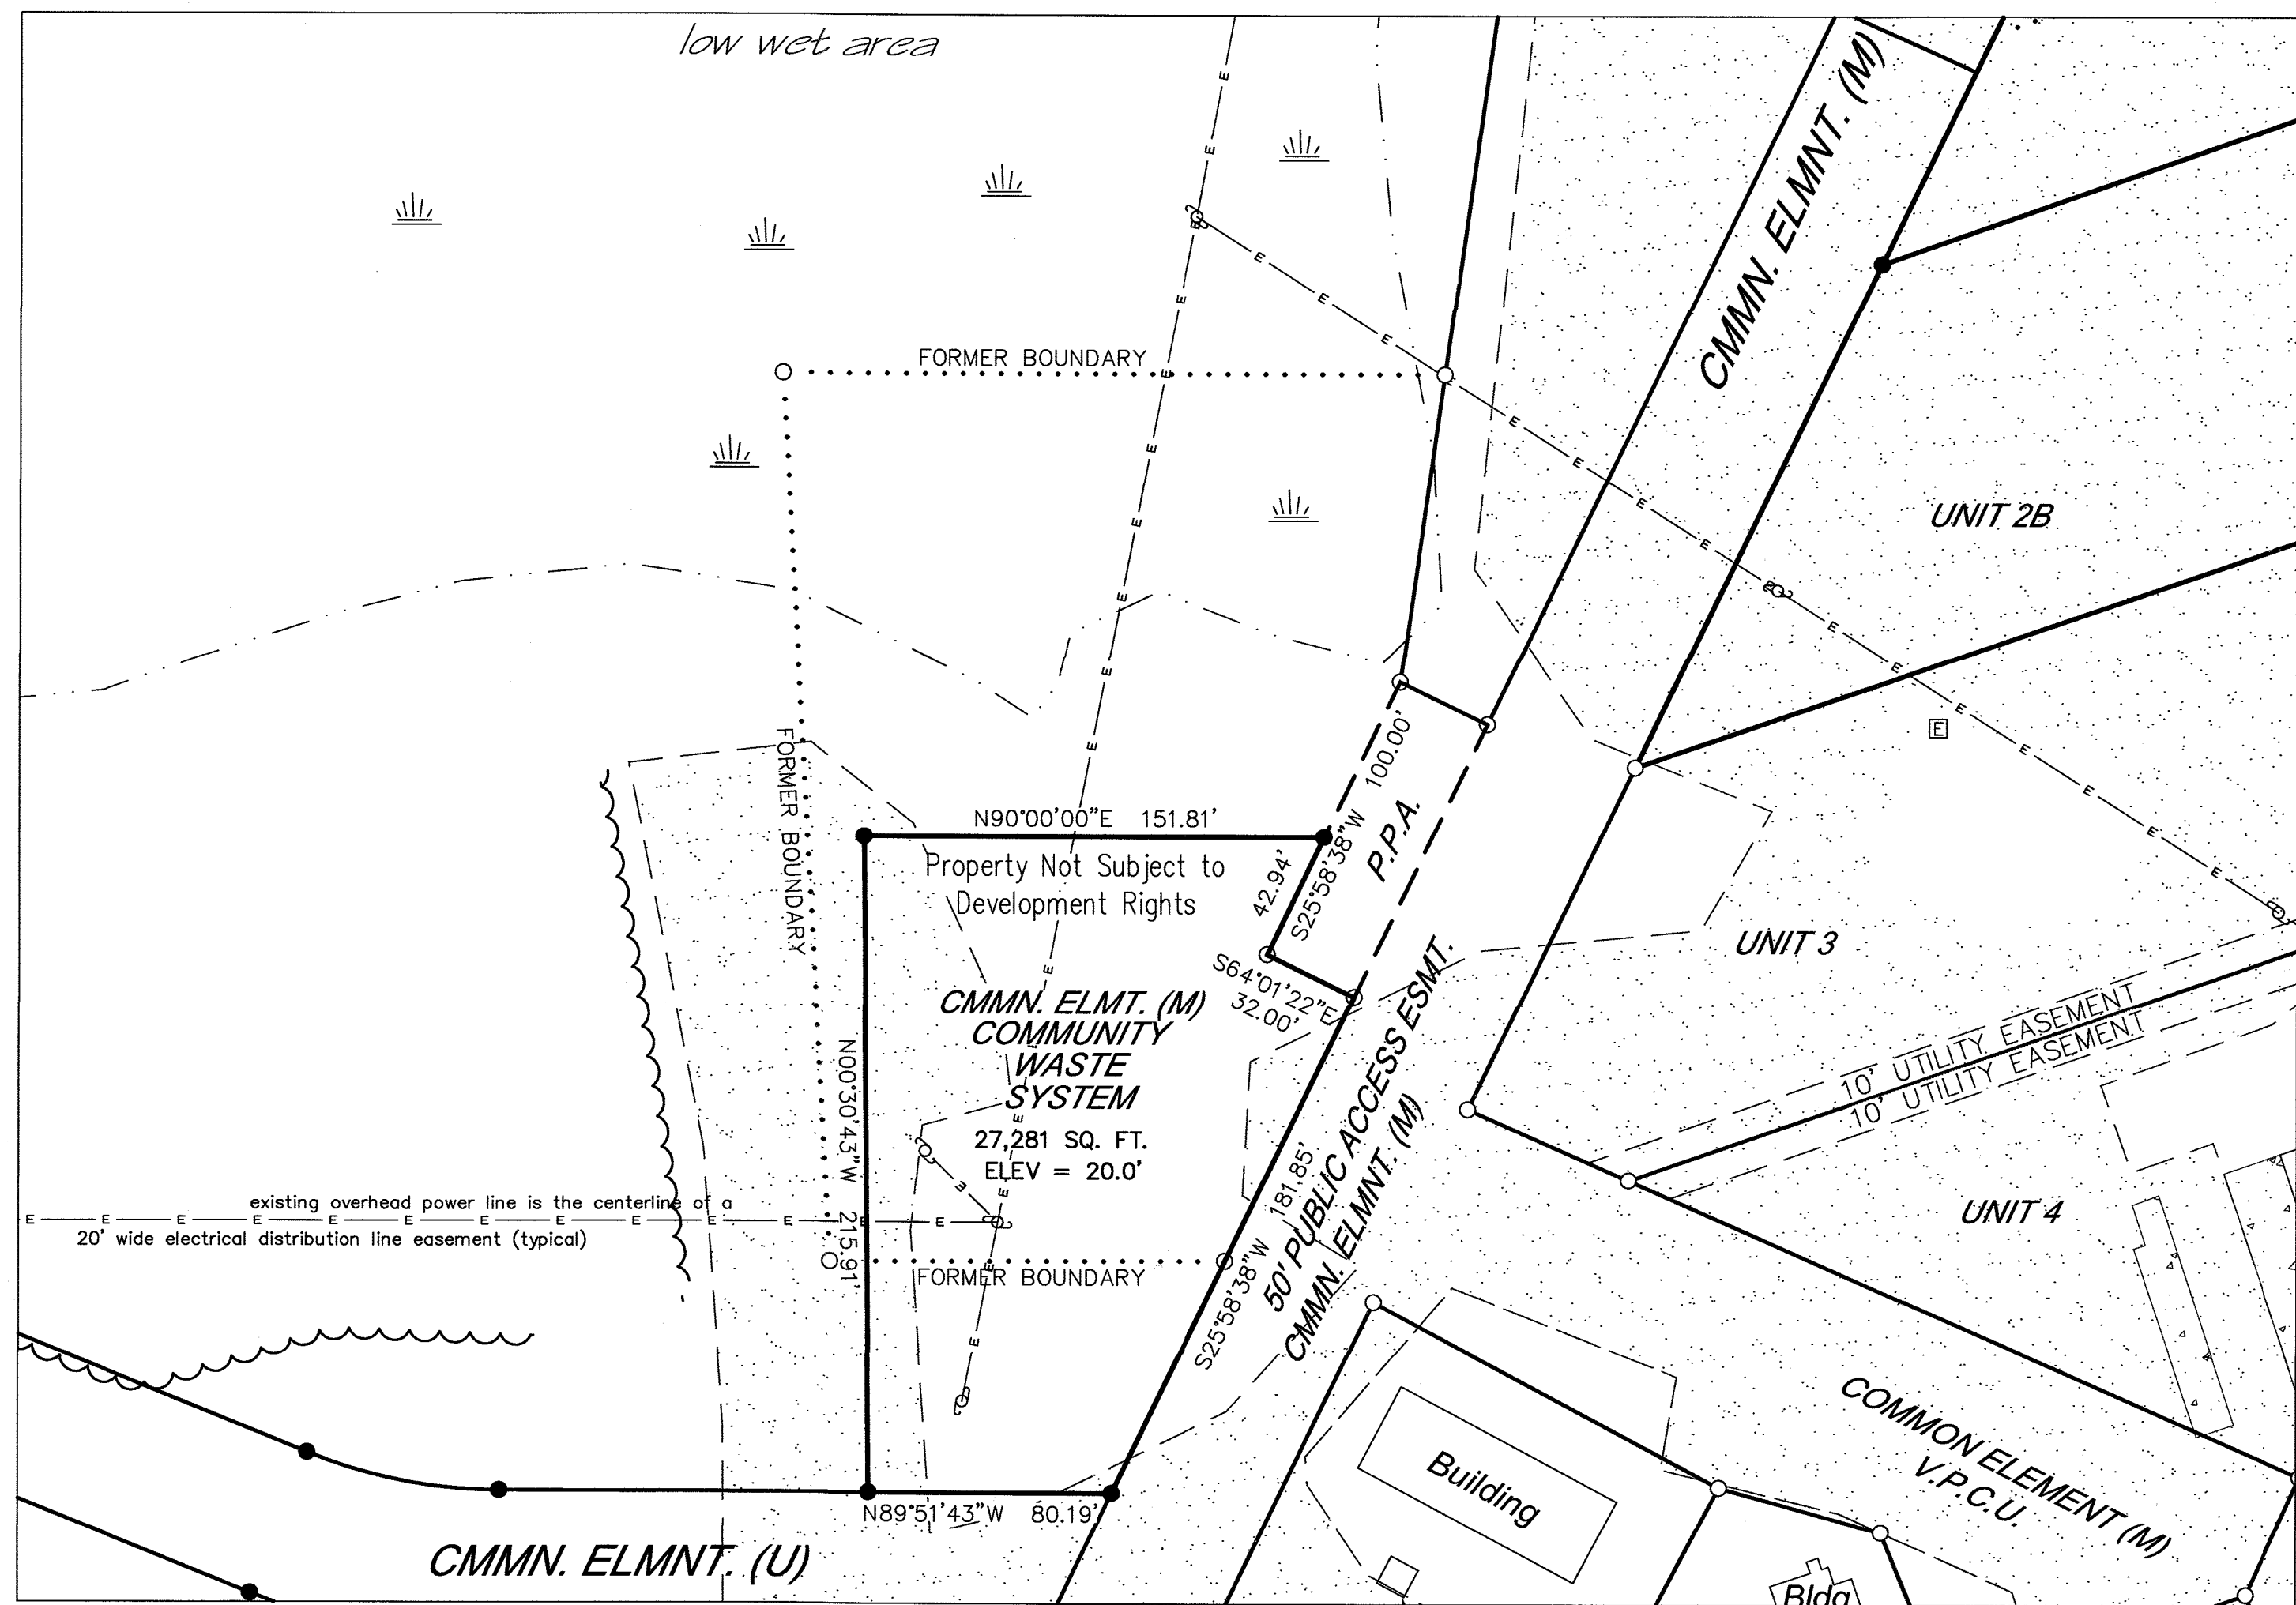 low wet area
CMMN. ELMNT. (M)
FORMER BOUNDARY
UNIT 2B
FORMER BOUNDARY
S25°58'38"W 100.00'
P.P.A.
N90°00'00"E 151.81'
42.94'
Property Not Subject to
Development Rights
UNIT 3
S64°01'22"E
32.00'
CMMN. ELMT. (M)
COMMUNITY
WASTE
SYSTEM
27,281 SQ. FT.
ELEV = 20.0'
N00°30'43"W 215.91'
10' UTILITY EASEMENT
10' UTILITY EASEMENT
50' PUBLIC ACCESS ESMT.
CMMN. ELMNT. (M)
S25°58'38"W 181.85'
existing overhead power line is the centerline of a
20' wide electrical distribution line easement (typical)
UNIT 4
FORMER BOUNDARY
COMMON ELEMENT (M)
V.P.C.U.
Building
N89°51'43"W 80.19'
CMMN. ELMNT. (U)
Bldg
E